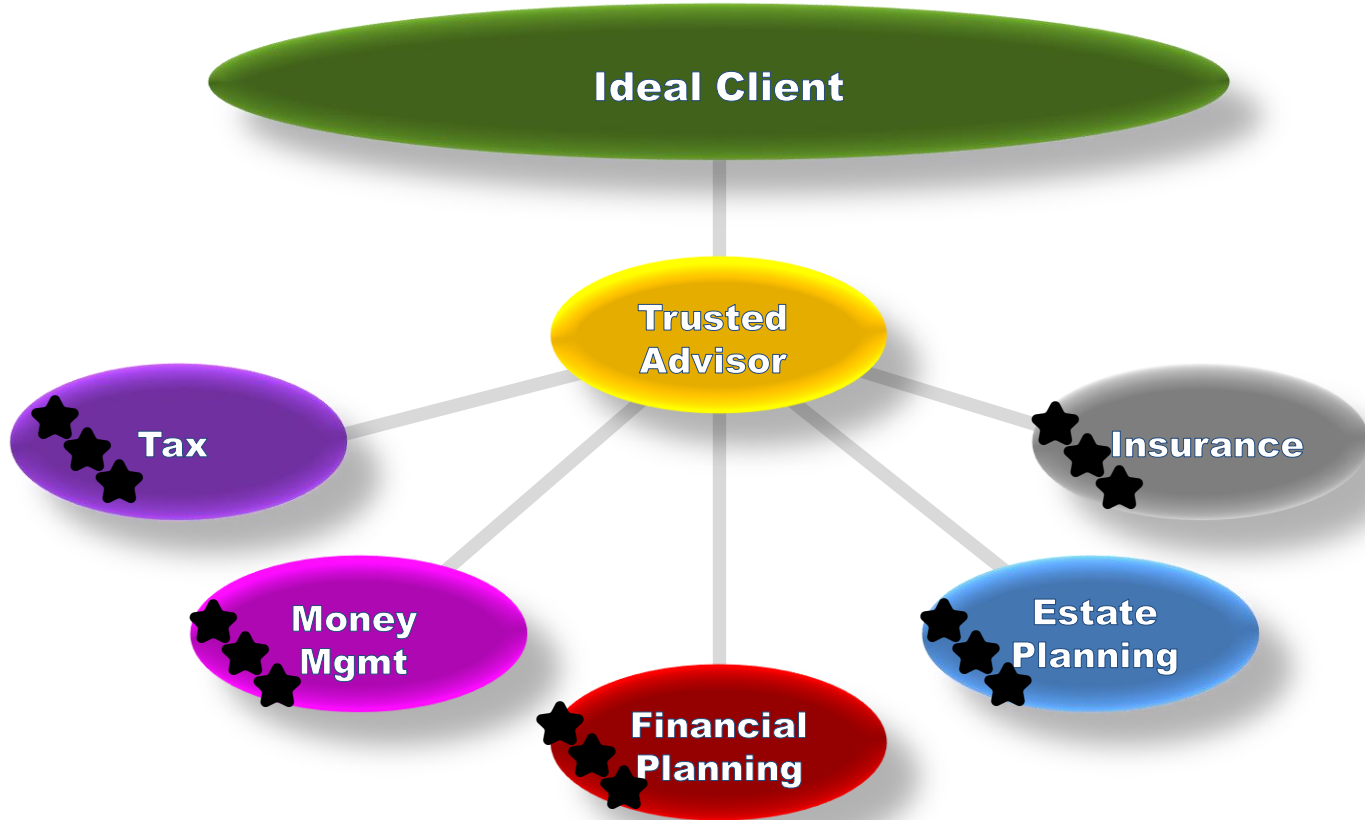 Ideal Client
Trusted
Advisor
Tax
Insurance
Money
Mgmt
Estate
Planning
Financial
Planning